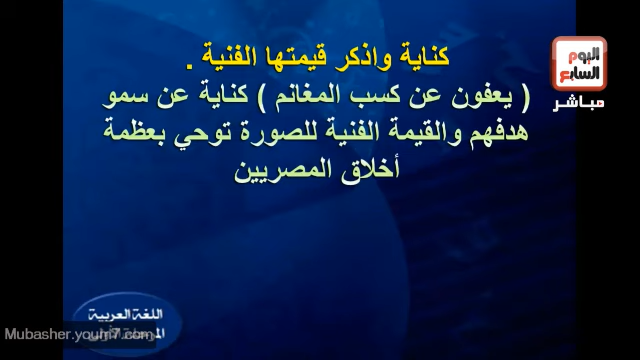 كناية واذكر قيمتها الفنية .
( يعفون عن كسب المغانم ) كناية عن سمو
هدفهم والقيمة الفنية للصورة توحي بعظمة
أخلاق المصريين
اليوم
السابع
مباشر
اللغة العربية
Mubasher.youm7.com